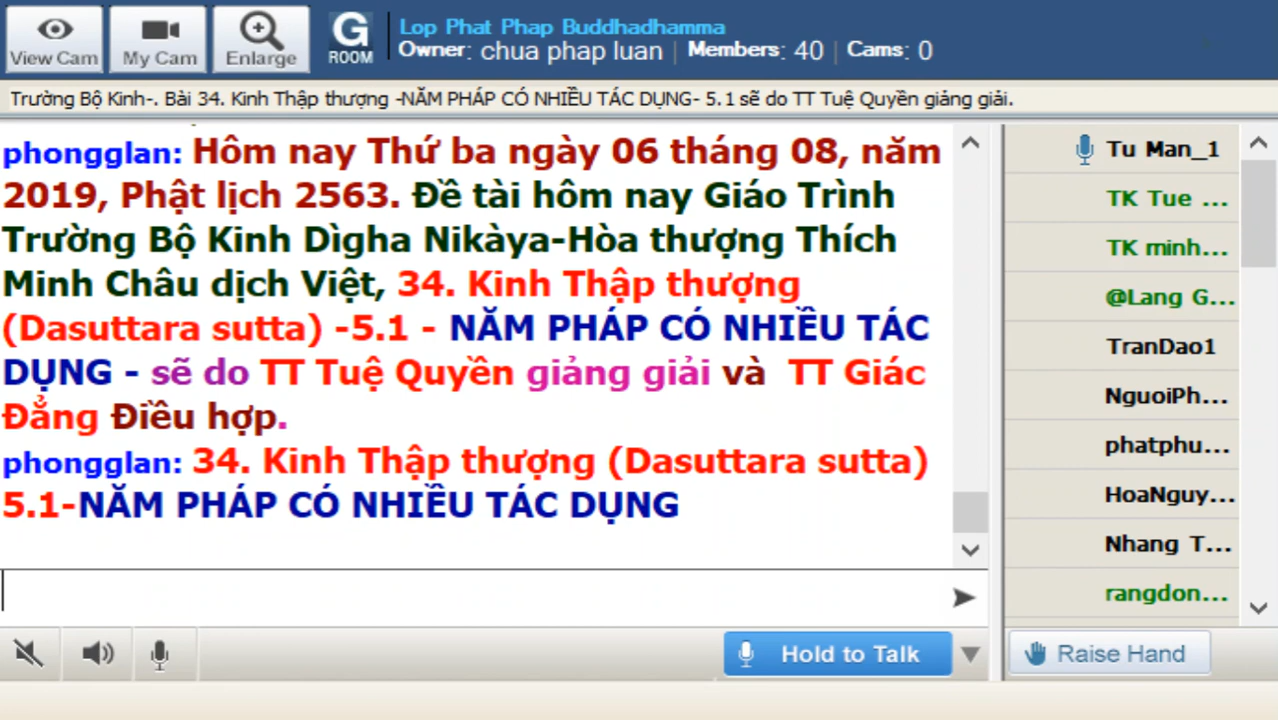 View Cam
My Cam
Enlarge
G
ROOM
Lop Phat Phap Buddhadhamma
Owner: chua phap luan | Members: 40 | Cams: 0
Trường Bộ Kinh-. Bài 34. Kinh Thập thượng -NĂM PHÁP CÓ NHIỀU TÁC DỤNG- 5.1 sẽ do TT Tuệ Quyền giảng giải.
phongglan: Hôm nay Thứ ba ngày 06 tháng 08, năm
2019, Phật lịch 2563. Đề tài hôm nay Giáo Trình
Trường Bộ Kinh Dìgha Nikàya-Hòa thượng Thích
Minh Châu dịch Việt, 34. Kinh Thập thượng
(Dasuttara sutta) -5.1 - NĂM PHÁP CÓ NHIỀU TÁC
DỤNG - sẽ do TT Tuệ Quyền giảng giải và TT Giác
Đẳng Điều hợp.
phongglan: 34. Kinh Thập thượng (Dasuttara sutta)
5.1-NĂM PHÁP CÓ NHIỀU TÁC DỤNG
Tu Man_1
TK Tue ...
TK minh...
@Lang G...
TranDao1
NguoiPh...
phatphu...
HoaNguy...
Nhang T...
rangdon...
Hold to Talk
Raise Hand